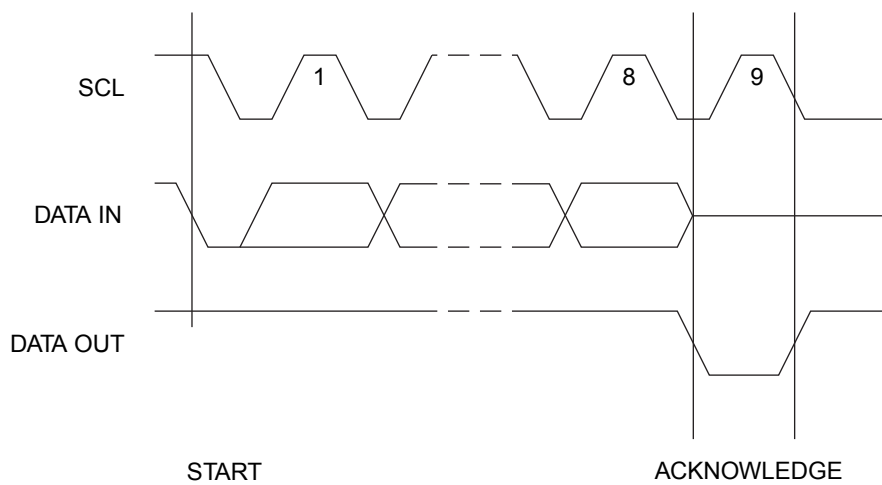 SCL
1
8
9
DATA IN
DATA OUT
START
ACKNOWLEDGE